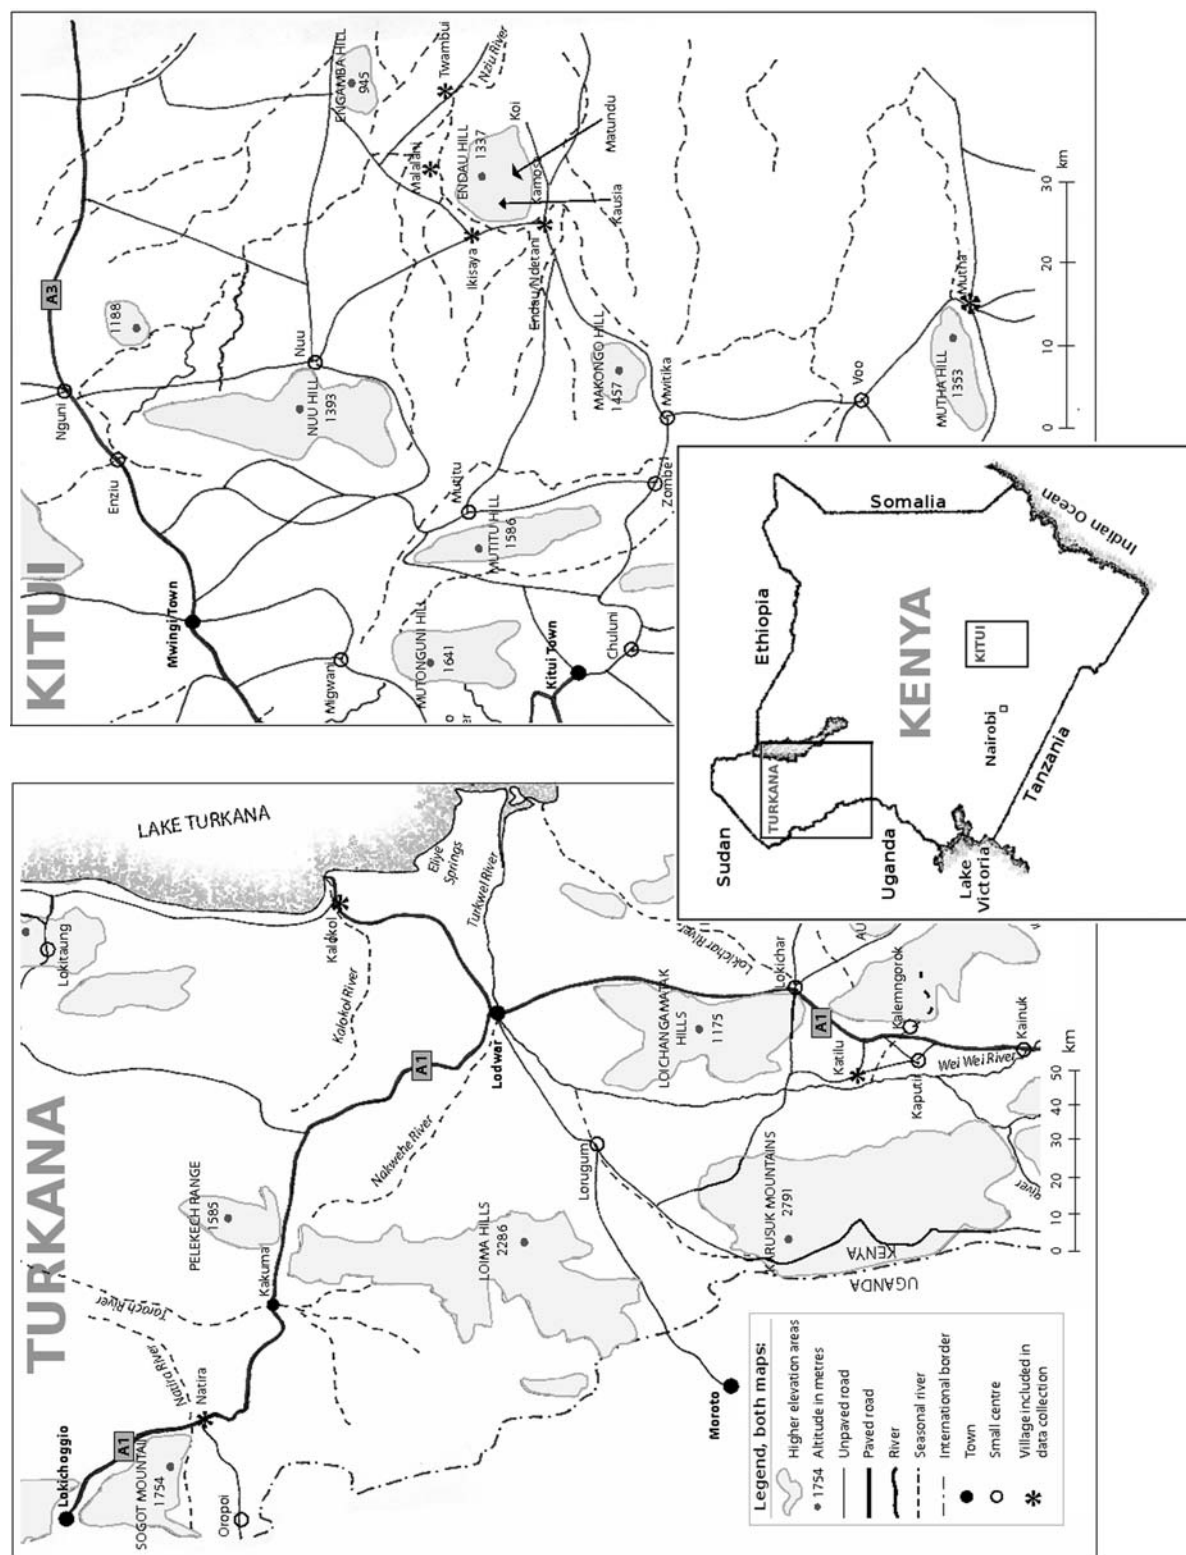 TURKANA
LAKE TURKANA
Lokitaung
Kalokol
Kalokol River
Eliye
Springs
Turkwel River
Lodwar
A1
Nakwehe River
PELEKECH RANGE
1585
Kakuma
Tarach River
Natira River
Natira
Lokichoggio
A1
SOGOT MOUNTAIN
1754
Oropoi
LOIMA HILLS
2286
Lorugum
Moroto
LOICHANGAMATAK
HILLS
1175
Lokichar River
Lokichar
A1
Katilu
Kalemngorok
Kaputir
Wei Wei River
Kainuk
KARUSUK MOUNTAINS
2791
KENYA
UGANDA
River
AU
0 10 20 30 40 50 km
Legend, both maps:
Higher elevation areas
1754 Altitude in metres
Unpaved road
Paved road
River
Seasonal river
International border
Town
Small centre
Village included in
data collection
KITUI
A3
Nguni
Enziu
Mwingi Town
Migwani
1188
NUU HILL
1393
Nuu
ENGAMBA HILL
945
Twambui
Nziu River
Malalani
ENDAU HILL
1337
Koi
Kamosi
Matundu
Kausia
Ikisaya
Endau/Ndetani
Mutitu
MUTITU HILL
1586
MUTONGUNI HILL
1641
o
er
Kitui Town
Chuluni
MAKONGO HILL
1457
Mwitika
Zombe
Voo
MUTHA HILL
1353
Mutha
0 10 20 30 km
Sudan
Ethiopia
Somalia
TURKANA
Uganda
KENYA
KITUI
Nairobi
Lake
Victoria
Tanzania
Indian Ocean